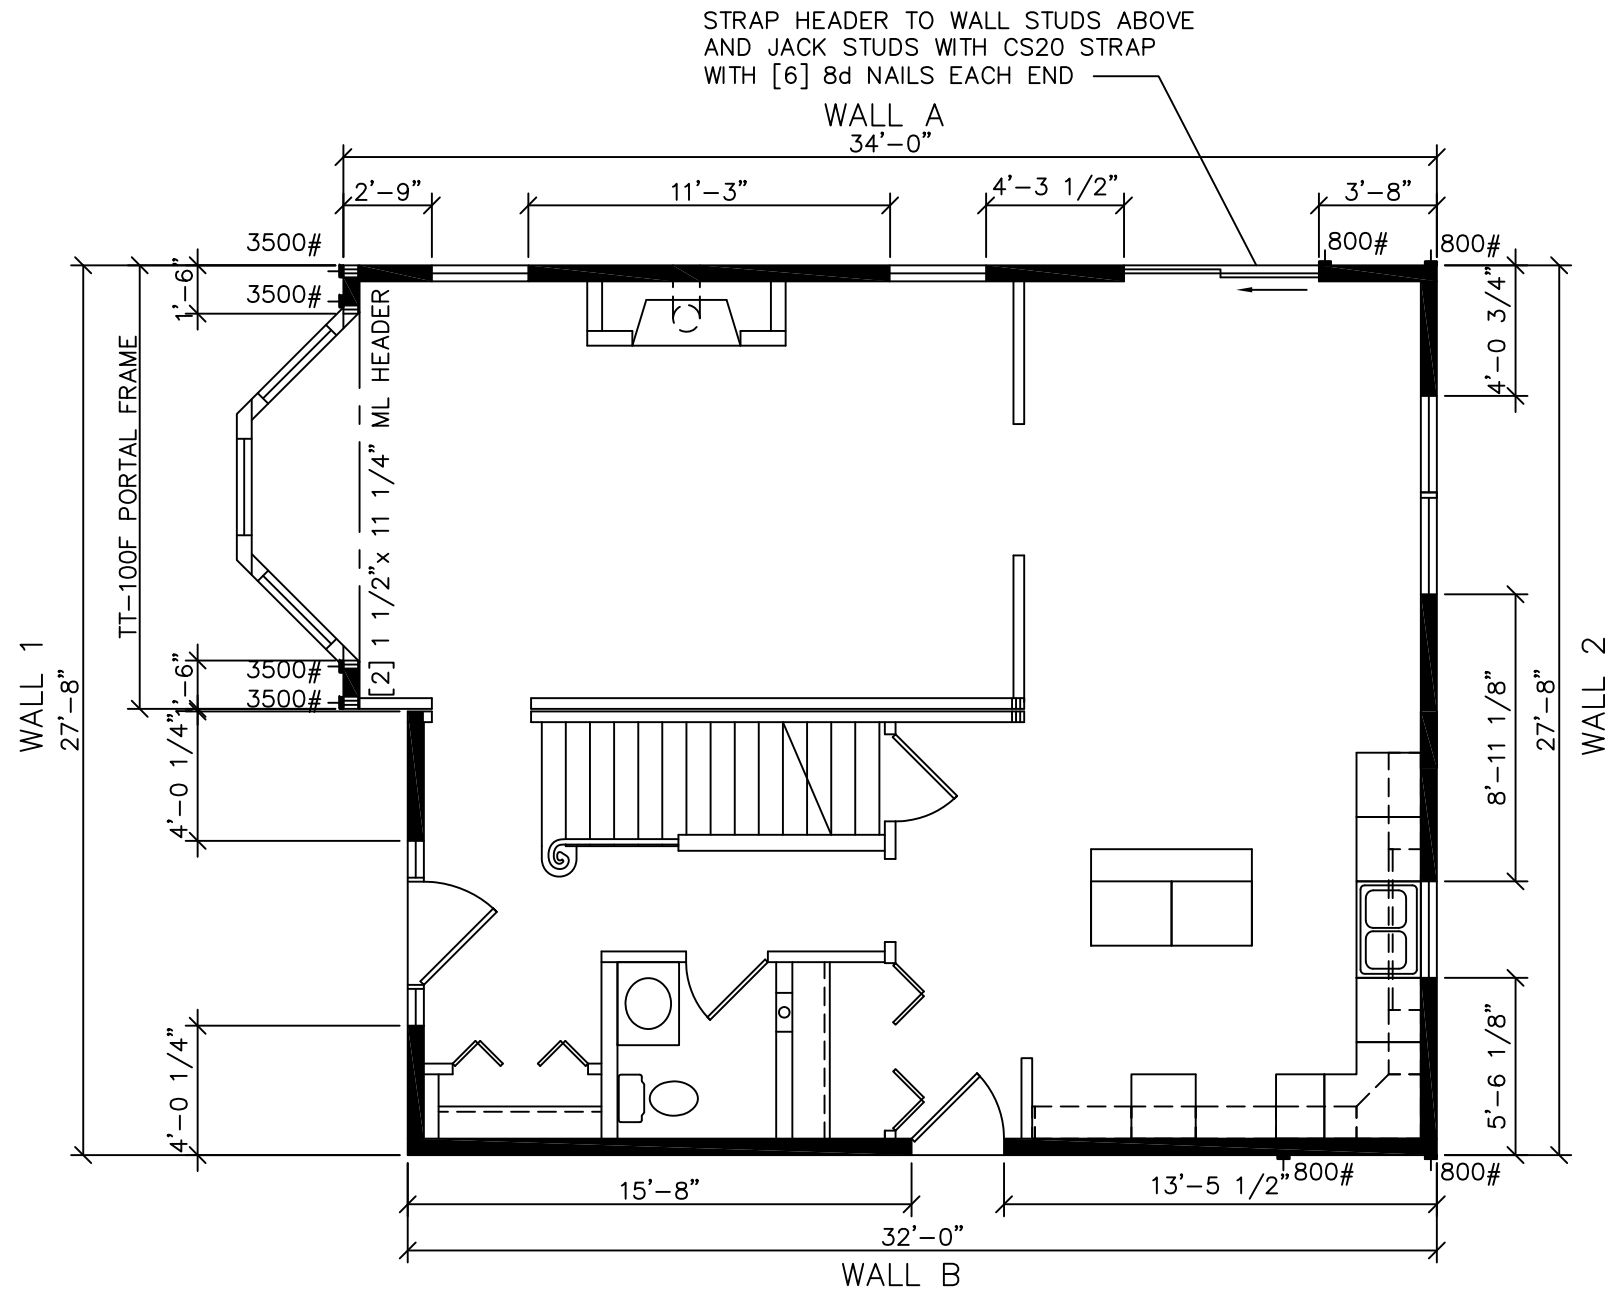 STRAP HEADER TO WALL STUDS ABOVE
AND JACK STUDS WITH CS20 STRAP
WITH [6] 8d NAILS EACH END
WALL A
34'-0"
2'-9"
11'-3"
4'-3 1/2"
3'-8"
3500#
800#
800#
1'-6"
3500#
4'-0 3/4"
[2] 1 1/2"x 11 1/4" ML HEADER
TT-100F PORTAL FRAME
WALL 1
27'-8"
1'-6"
3500#
3500#
4'-0 1/4"
8'-11 1/8"
27'-8"
WALL 2
4'-0 1/4"
5'-6 1/8"
800#
800#
15'-8"
13'-5 1/2"
32'-0"
WALL B